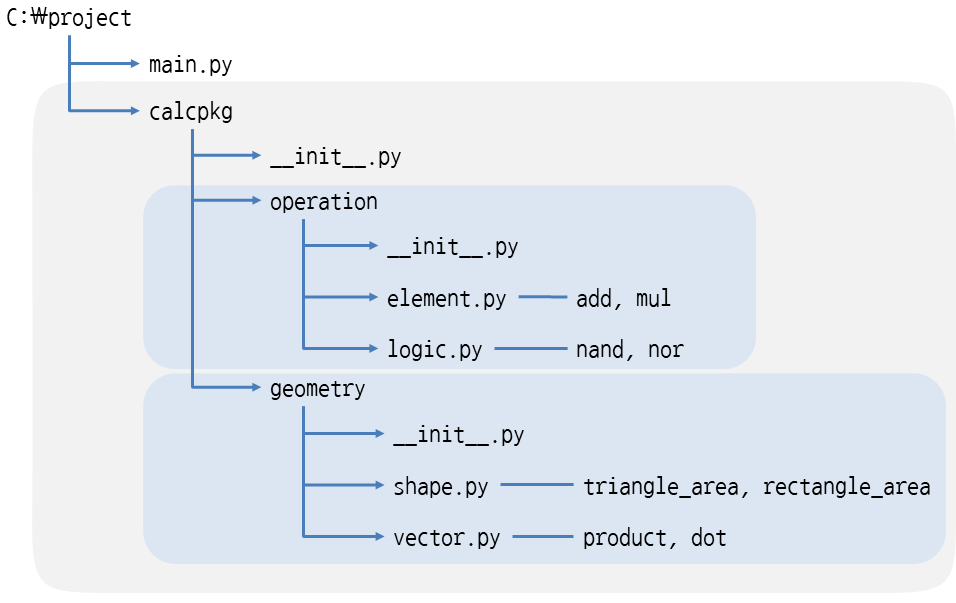 C:₩project
main.py
calcpkg
__init__.py
operation
__init__.py
element.py add, mul
logic.py nand, nor
geometry
__init__.py
shape.py triangle_area, rectangle_area
vector.py product, dot